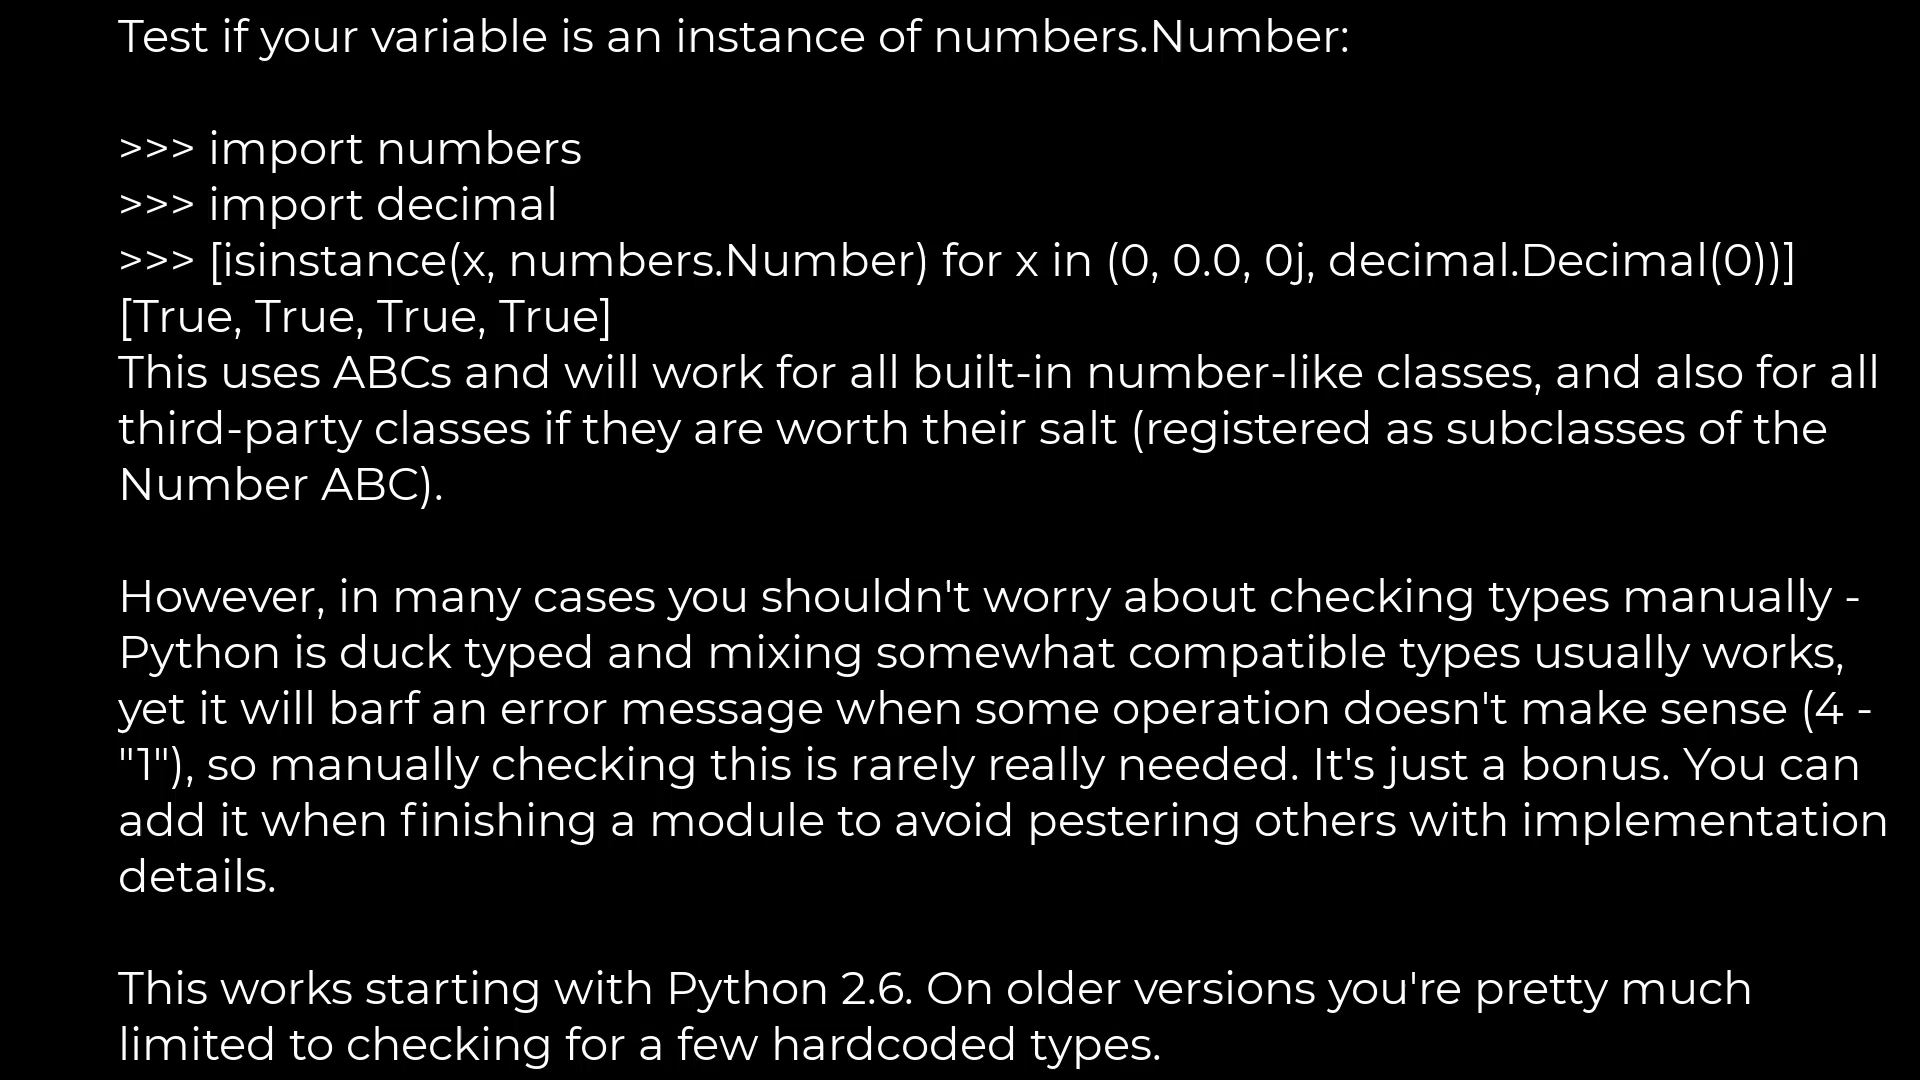 Test if your variable is an instance of numbers.Number:
>>> import numbers
>>> import decimal
>>> [isinstance(x, numbers.Number) for x in (0, 0.0, 0j, decimal.Decimal(0))]
[True, True, True, True]
This uses ABCs and will work for all built-in number-like classes, and also for all
third-party classes if they are worth their salt (registered as subclasses of the
Number ABC).
However, in many cases you shouldn't worry about checking types manually -
Python is duck typed and mixing somewhat compatible types usually works,
yet it will barf an error message when some operation doesn't make sense (4 -
"1"), so manually checking this is rarely really needed. It's just a bonus. You can
add it when finishing a module to avoid pestering others with implementation
details.
This works starting with Python 2.6. On older versions you're pretty much
limited to checking for a few hardcoded types.